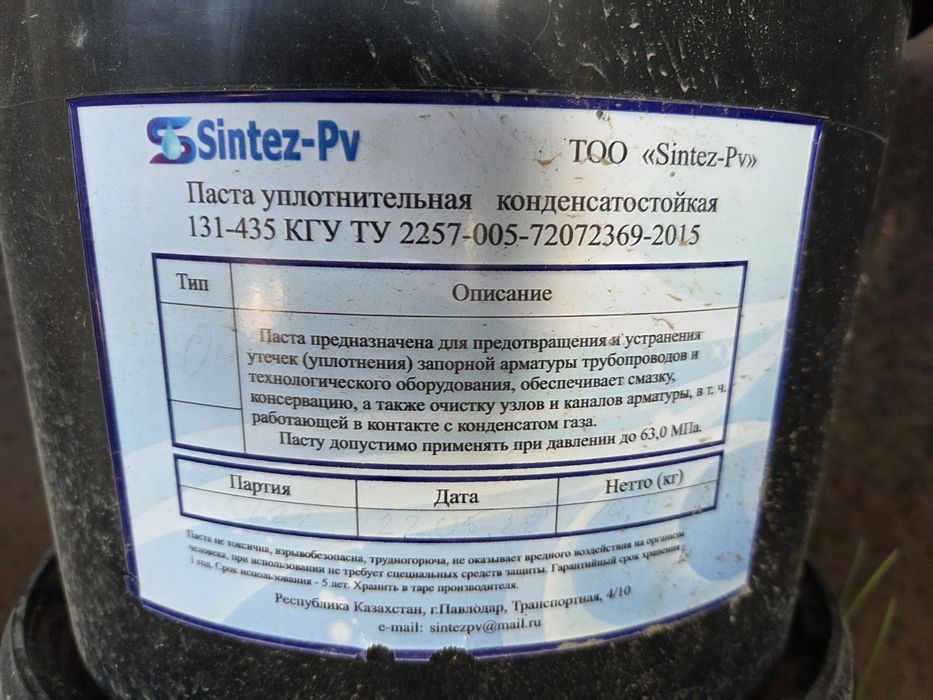 Sintez-Pv
ТОО «Sintez-Pv»
Паста уплотнительная конденсатостойкая
131-435 КГУ ТУ 2257-005-72072369-2015
Тип
Описание
Паста предназначена для предотвращения и устранения
утечек (уплотнения) запорной арматуры трубопроводов и
технологического оборудования, обеспечивает смазку,
консервацию, а также очистку узлов и каналов арматуры, в т. ч.
работающей в контакте с конденсатом газа.
Пасту допустимо применять при давлении до 63,0 МПа.
Партия
Дата
Нетто (кг)
Паста не токсична, взрывобезопасна, трудногорюча, не оказывает вредного воздействия на организм
человека, при использовании не требует специальных средств защиты. Гарантийный срок хранения
1 год. Срок использования - 5 лет. Хранить в таре производителя.
Республика Казахстан, г.Павлодар, Транспортная, 4/10
e-mail: sintezpv@mail.ru